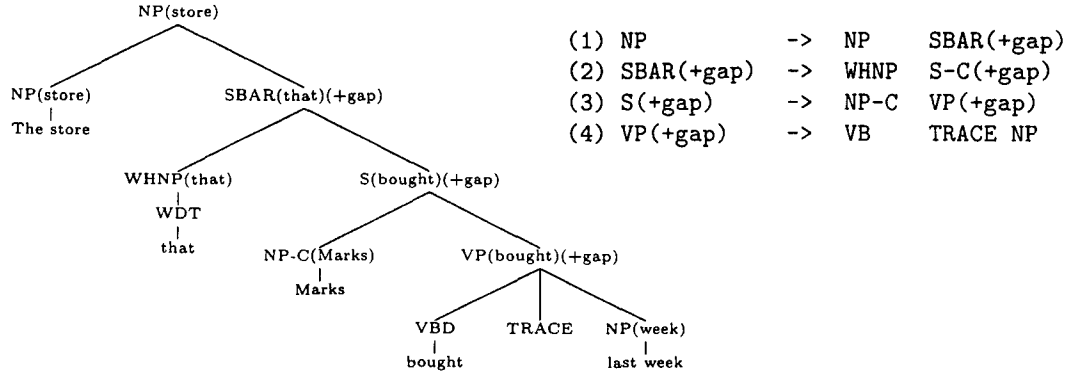 NP(store)
(1) NP -> NP SBAR(+gap)
(2) SBAR(+gap) -> WHNP S-C(+gap)
(3) S(+gap) -> NP-C VP(+gap)
(4) VP(+gap) -> VB TRACE NP
NP(store) SBAR(that)(+gap)
The store
WHNP(that) S(bought)(+gap)
WDT
that
NP-C(Marks) VP(bought)(+gap)
Marks
VBD TRACE NP(week)
bought last week